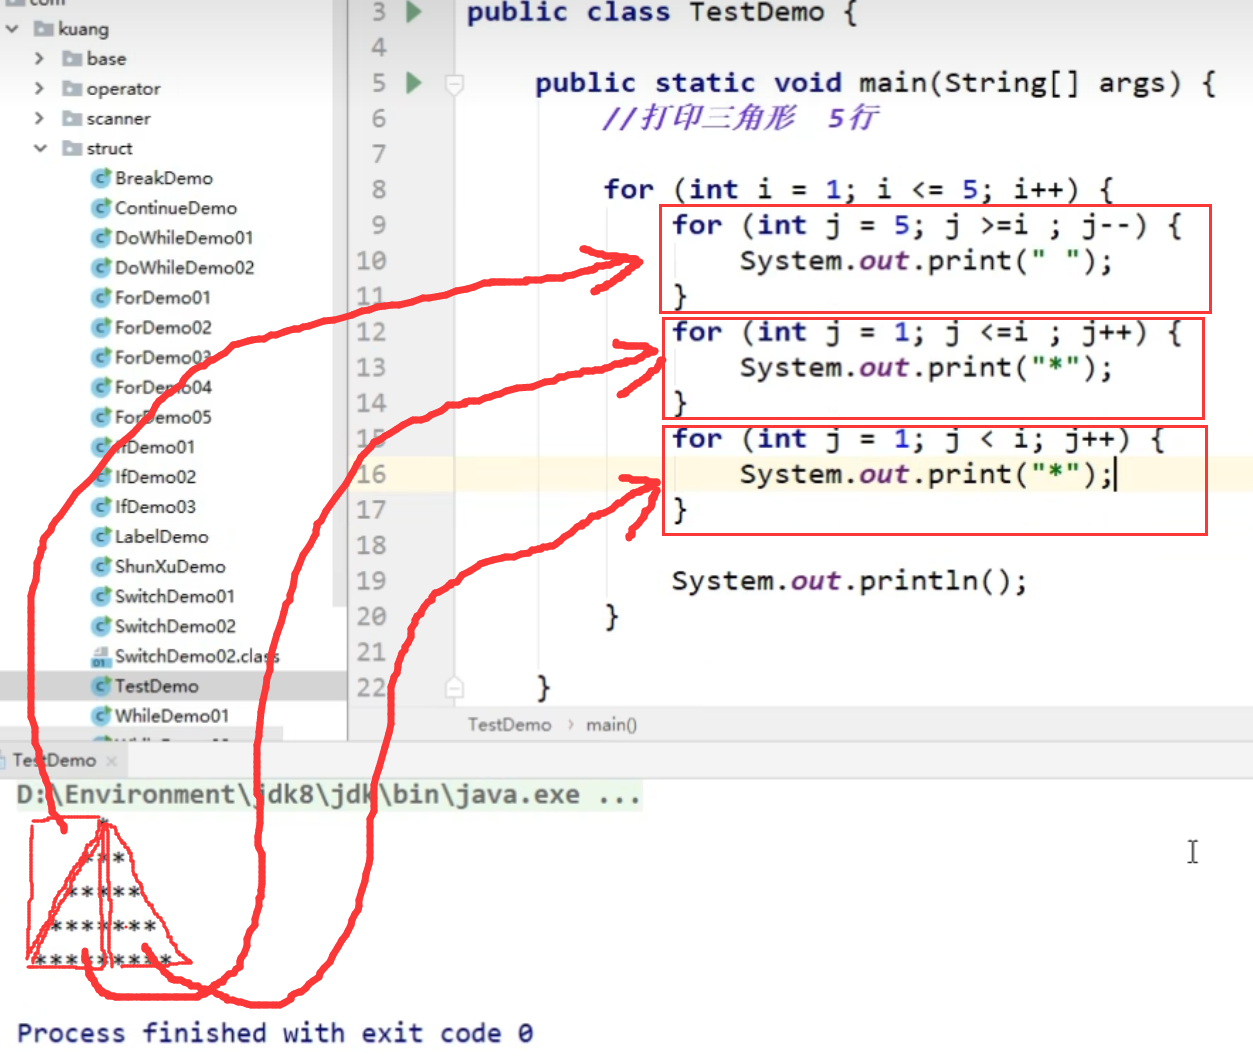 com
kuang
base
operator
scanner
struct
BreakDemo
ContinueDemo
DoWhileDemo01
DoWhileDemo02
ForDemo01
ForDemo02
ForDemo03
ForDemo04
ForDemo05
IfDemo01
IfDemo02
IfDemo03
LabelDemo
ShunXuDemo
SwitchDemo01
SwitchDemo02
SwitchDemo02.class
TestDemo
WhileDemo01
3 public class TestDemo {
4
5 public static void main(String[] args) {
6 //打印三角形 5行
7
8 for (int i = 1; i <= 5; i++) {
9 for (int j = 5; j >=i ; j--) {
10 System.out.print(" ");
11 }
12 for (int j = 1; j <=i ; j++) {
13 System.out.print("*");
14 }
15 for (int j = 1; j < i; j++) {
16 System.out.print("*");
17 }
18
19 System.out.println();
20 }
21
22 }
TestDemo › main()
TestDemo ×
D:\Environment\jdk8\jdk\bin\java.exe ...
*
***
*****
*******
*********
Process finished with exit code 0